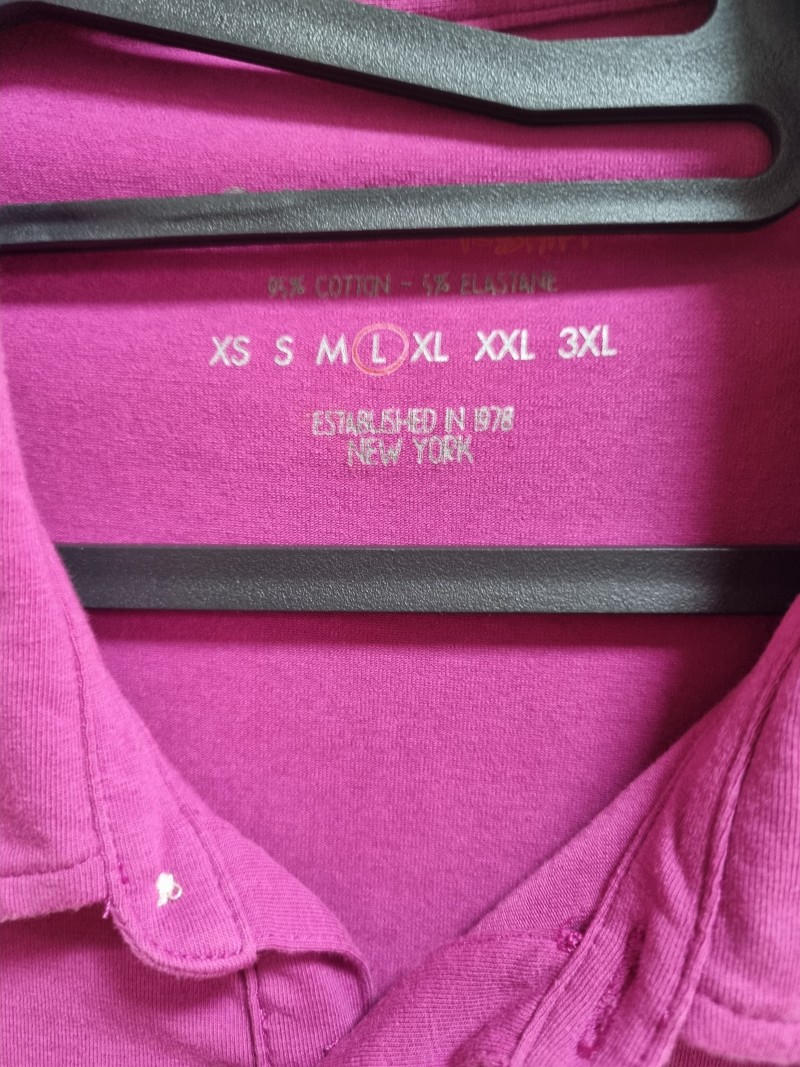 95% COTTON - 5% ELASTANE
XS S M L XL XXL 3XL
ESTABLISHED IN 1978
NEW YORK